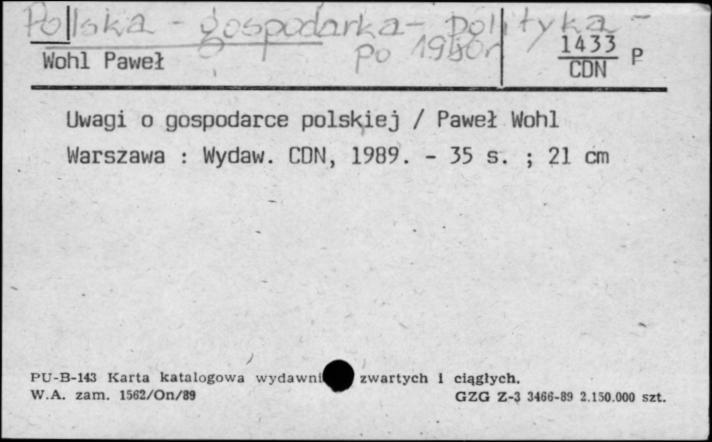 Polska - gospodarka - polityka -
po 1980r
Wohl Paweł
1433
CDN
P
Uwagi o gospodarce polskiej / Paweł Wohl
Warszawa : Wydaw. CDN, 1989. - 35 s. ; 21 cm
PU-B-143 Karta katalogowa wydawni zwartych i ciągłych.
W.A. zam. 1562/On/89
GZG Z-3 3466-89 2.150.000 szt.